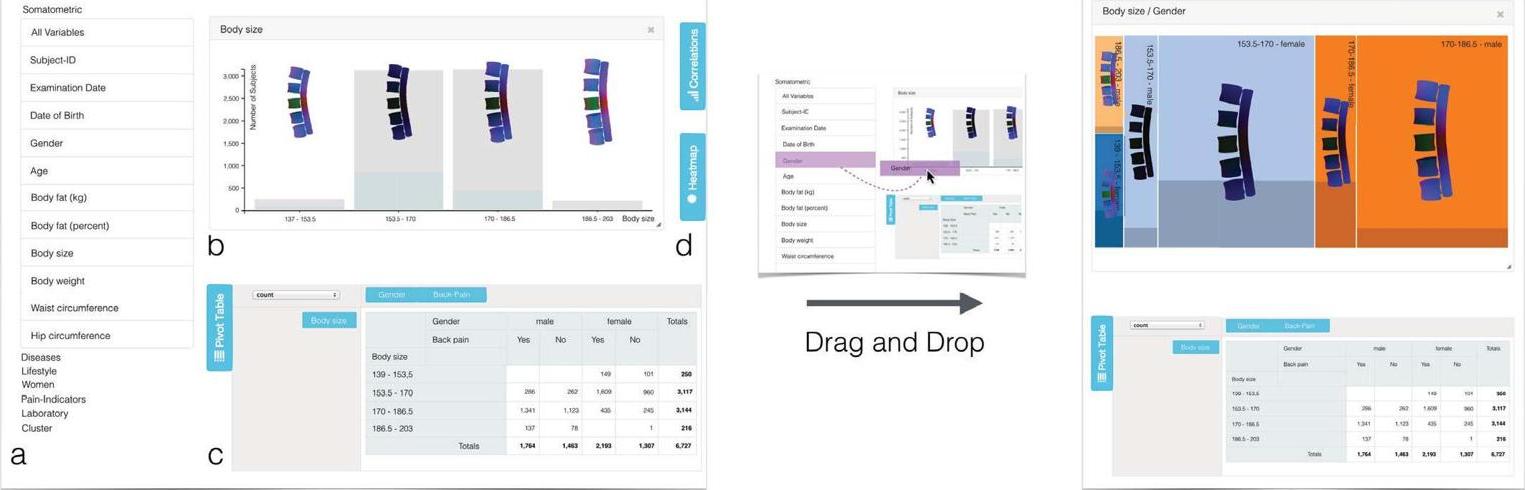 Somatometric
All Variables
Subject-ID
Examination Date
Date of Birth
Gender
Age
Body fat (kg)
Body fat (percent)
Body size
Body weight
Waist circumference
Hip circumference
Diseases
Lifestyle
Women
Pain-Indicators
Laboratory
Cluster
a
Body size
Number of Subjects
3,000
2,500
2,000
1,500
1,000
500
0
137 - 153.5 153.5 - 170 170 - 186.5 186.5 - 203 Body size
b
Correlations
Heatmap
d
Pivot Table
count Gender Back-Pain
Body size
Gender male female Totals
Back pain Yes No Yes No
Body size
139 - 153,5 149 101 250
153.5 - 170 286 262 1,609 960 3,117
170 - 186.5 1,341 1,123 435 245 3,144
186.5 - 203 137 78 1 216
Totals 1,764 1,463 2,193 1,307 6,727
c
Somatometric
All Variables
Subject-IC
Examination Date
Date of Birth
Gender
Age
Body fat (kg)
Body fat (percent)
Body size
Body weight
Waist circumference
Body size
Gender
Pivot Table
Drag and Drop
Body size / Gender
186.5 - 203 - male
139 - 153.5 - female
153.5-170 - male
153.5-170 - female
170-186.5 - female
170-186.5 - male
Pivot Table
count Gender Back-Pain
Body size
Gender male female Totals
Back pain Yes No Yes No
Body size
139 - 153,5 149 101
153.5 - 170 286 262 1,609 960 3,117
170 - 186.5 1,341 1,123 435 245 3,144
186.5 - 203 137 78 1 216
Totals 1,764 1,463 2,193 1,307 6,727